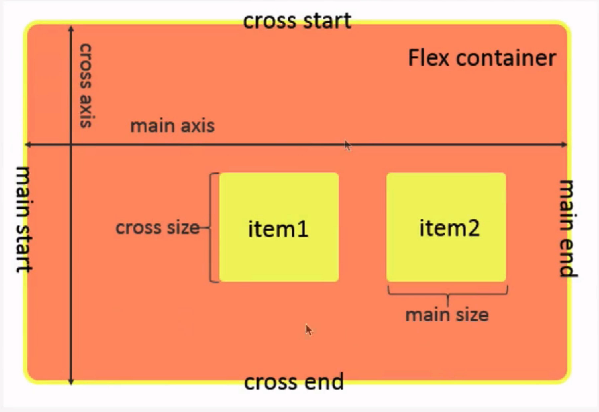 cross start
Flex container
cross axis
main axis
main start
main end
cross size
item1
item2
main size
cross end